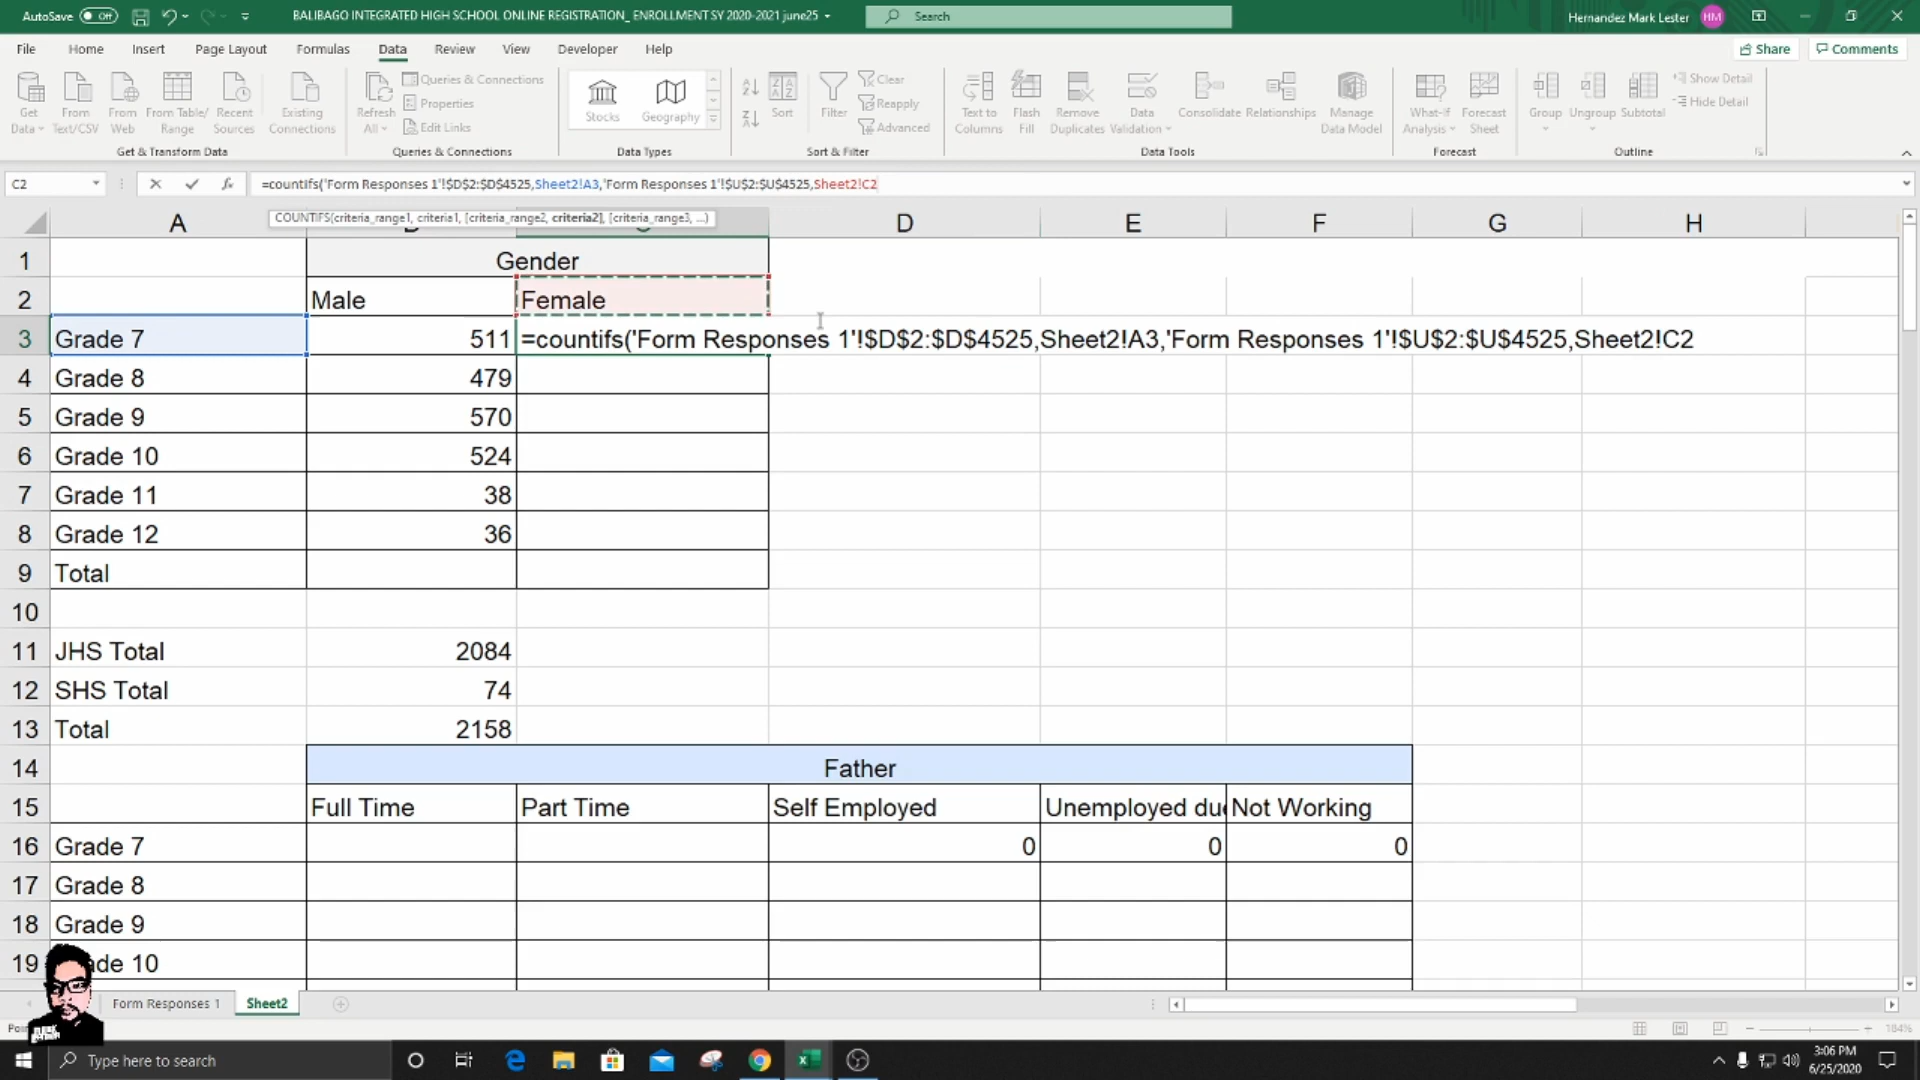 AutoSave Off BALIBAGO INTEGRATED HIGH SCHOOL ONLINE REGISTRATION_ ENROLLMENT SY 2020-2021 june25 Search Hernandez Mark Lester HM
File Home Insert Page Layout Formulas Data Review View Developer Help Share Comments
Get Data From Text/CSV From Web From Table/ Range Recent Sources Existing Connections
Get & Transform Data
Refresh All Queries & Connections Properties Edit Links
Queries & Connections
Stocks Geography
Data Types
Sort Filter Clear Reapply Advanced
Sort & Filter
Text to Columns Flash Fill Remove Duplicates Data Validation Consolidate Relationships Manage Data Model
Data Tools
What-If Analysis Forecast Sheet
Forecast
Group Ungroup Subtotal Show Detail Hide Detail
Outline
C2 fx =countifs('Form Responses 1'!$D$2:$D$4525,Sheet2!A3,'Form Responses 1'!$U$2:$U$4525,Sheet2!C2
COUNTIFS(criteria_range1, criteria1, [criteria_range2, criteria2], [criteria_range3, ...)
A D E F G H
1 Gender
2 Male Female
3 Grade 7 511 =countifs('Form Responses 1'!$D$2:$D$4525,Sheet2!A3,'Form Responses 1'!$U$2:$U$4525,Sheet2!C2
4 Grade 8 479
5 Grade 9 570
6 Grade 10 524
7 Grade 11 38
8 Grade 12 36
9 Total
10
11 JHS Total 2084
12 SHS Total 74
13 Total 2158
14 Father
15 Full Time Part Time Self Employed Unemployed due Not Working
16 Grade 7 0 0 0
17 Grade 8
18 Grade 9
19 ade 10
Form Responses 1 Sheet2
184%
Type here to search
3:06 PM
6/25/2020